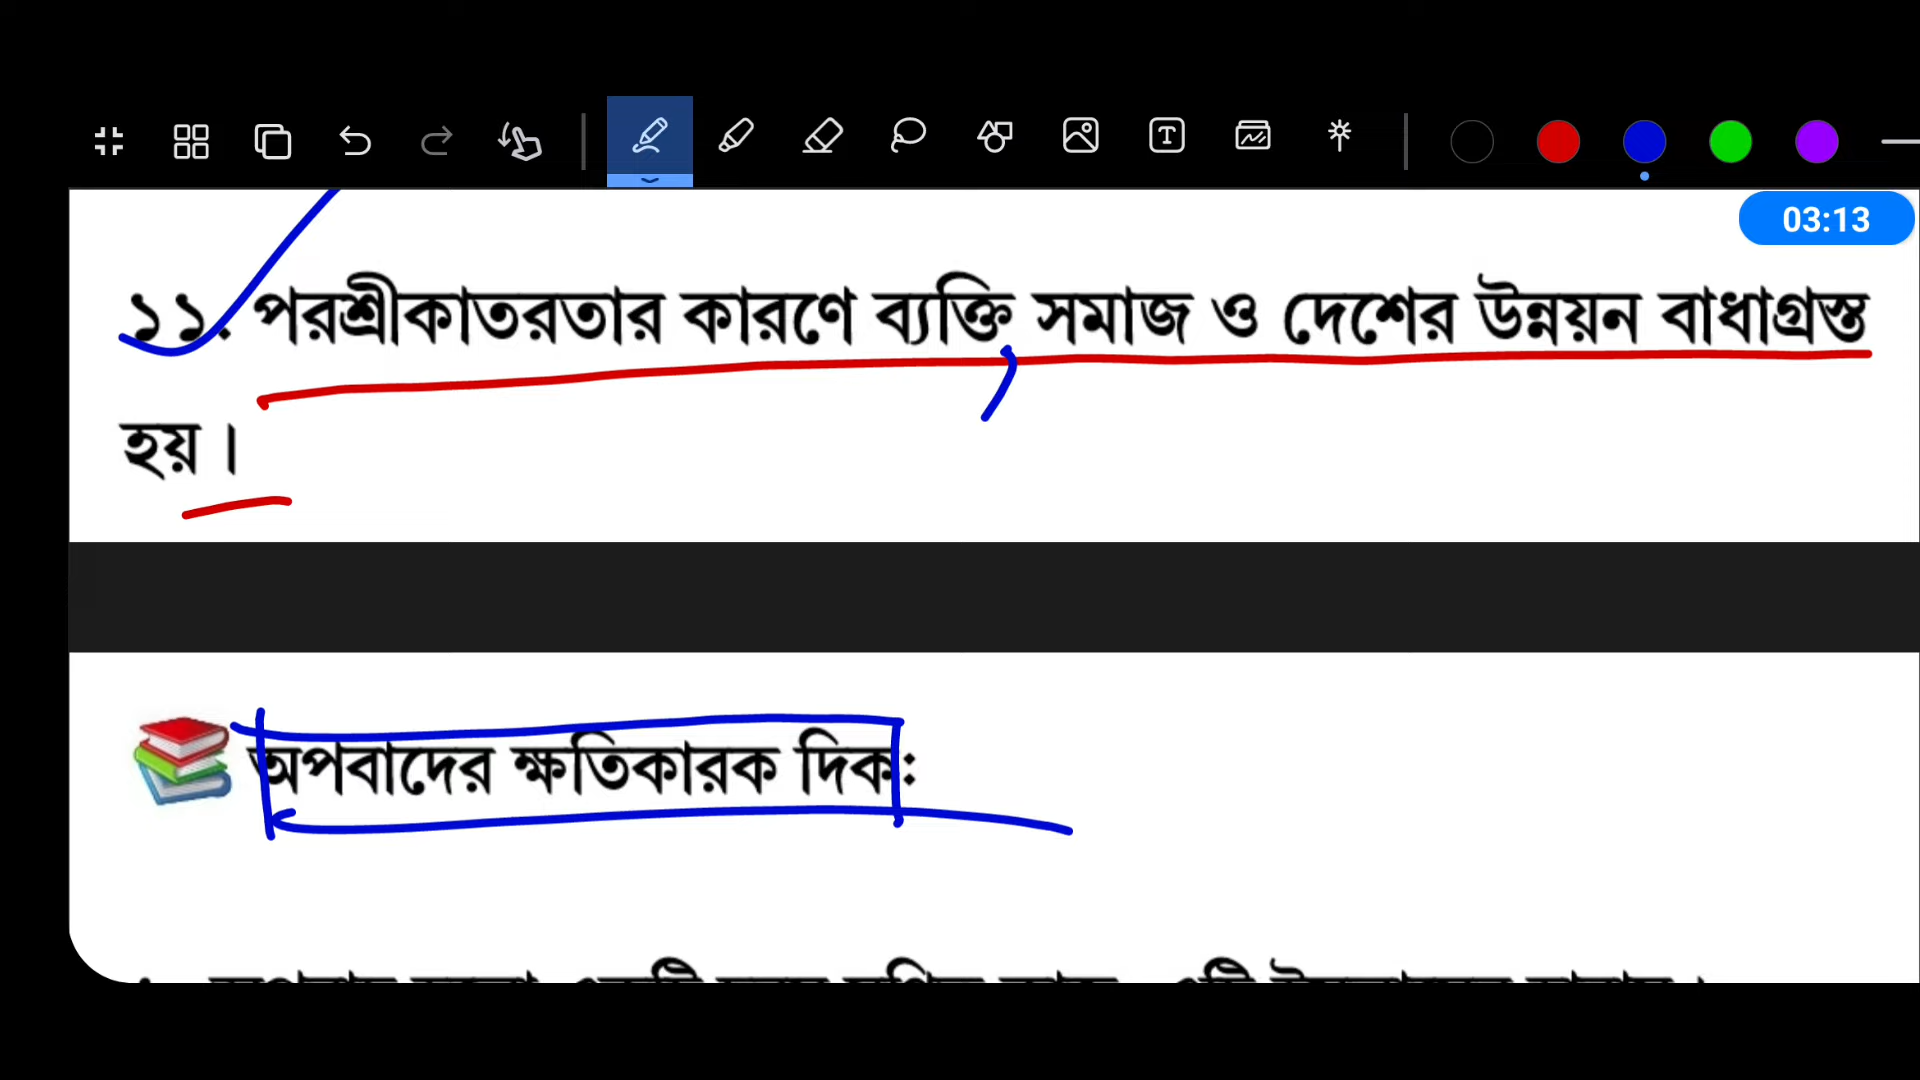 03:13
১১. পরশ্রীকাতরতার কারণে ব্যক্তি, সমাজ ও দেশের উন্নয়ন বাধাগ্রস্ত
হয়।
অপবাদের ক্ষতিকারক দিক: